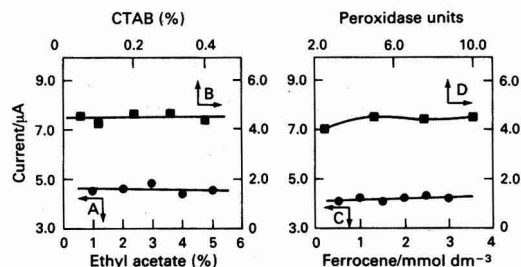 CTAB (%)
0 0.2 0.4
Peroxidase units
2.0 6.0 10.0
Current/μA
9.0
7.0
5.0
3.0
6.0
4.0
2.0
0
B
A
0 1 2 3 4 5 6
Ethyl acetate (%)
9.0
7.0
5.0
3.0
6.0
4.0
2.0
0
D
C
0 1.0 2.0 3.0
Ferrocene/mmol dm⁻³